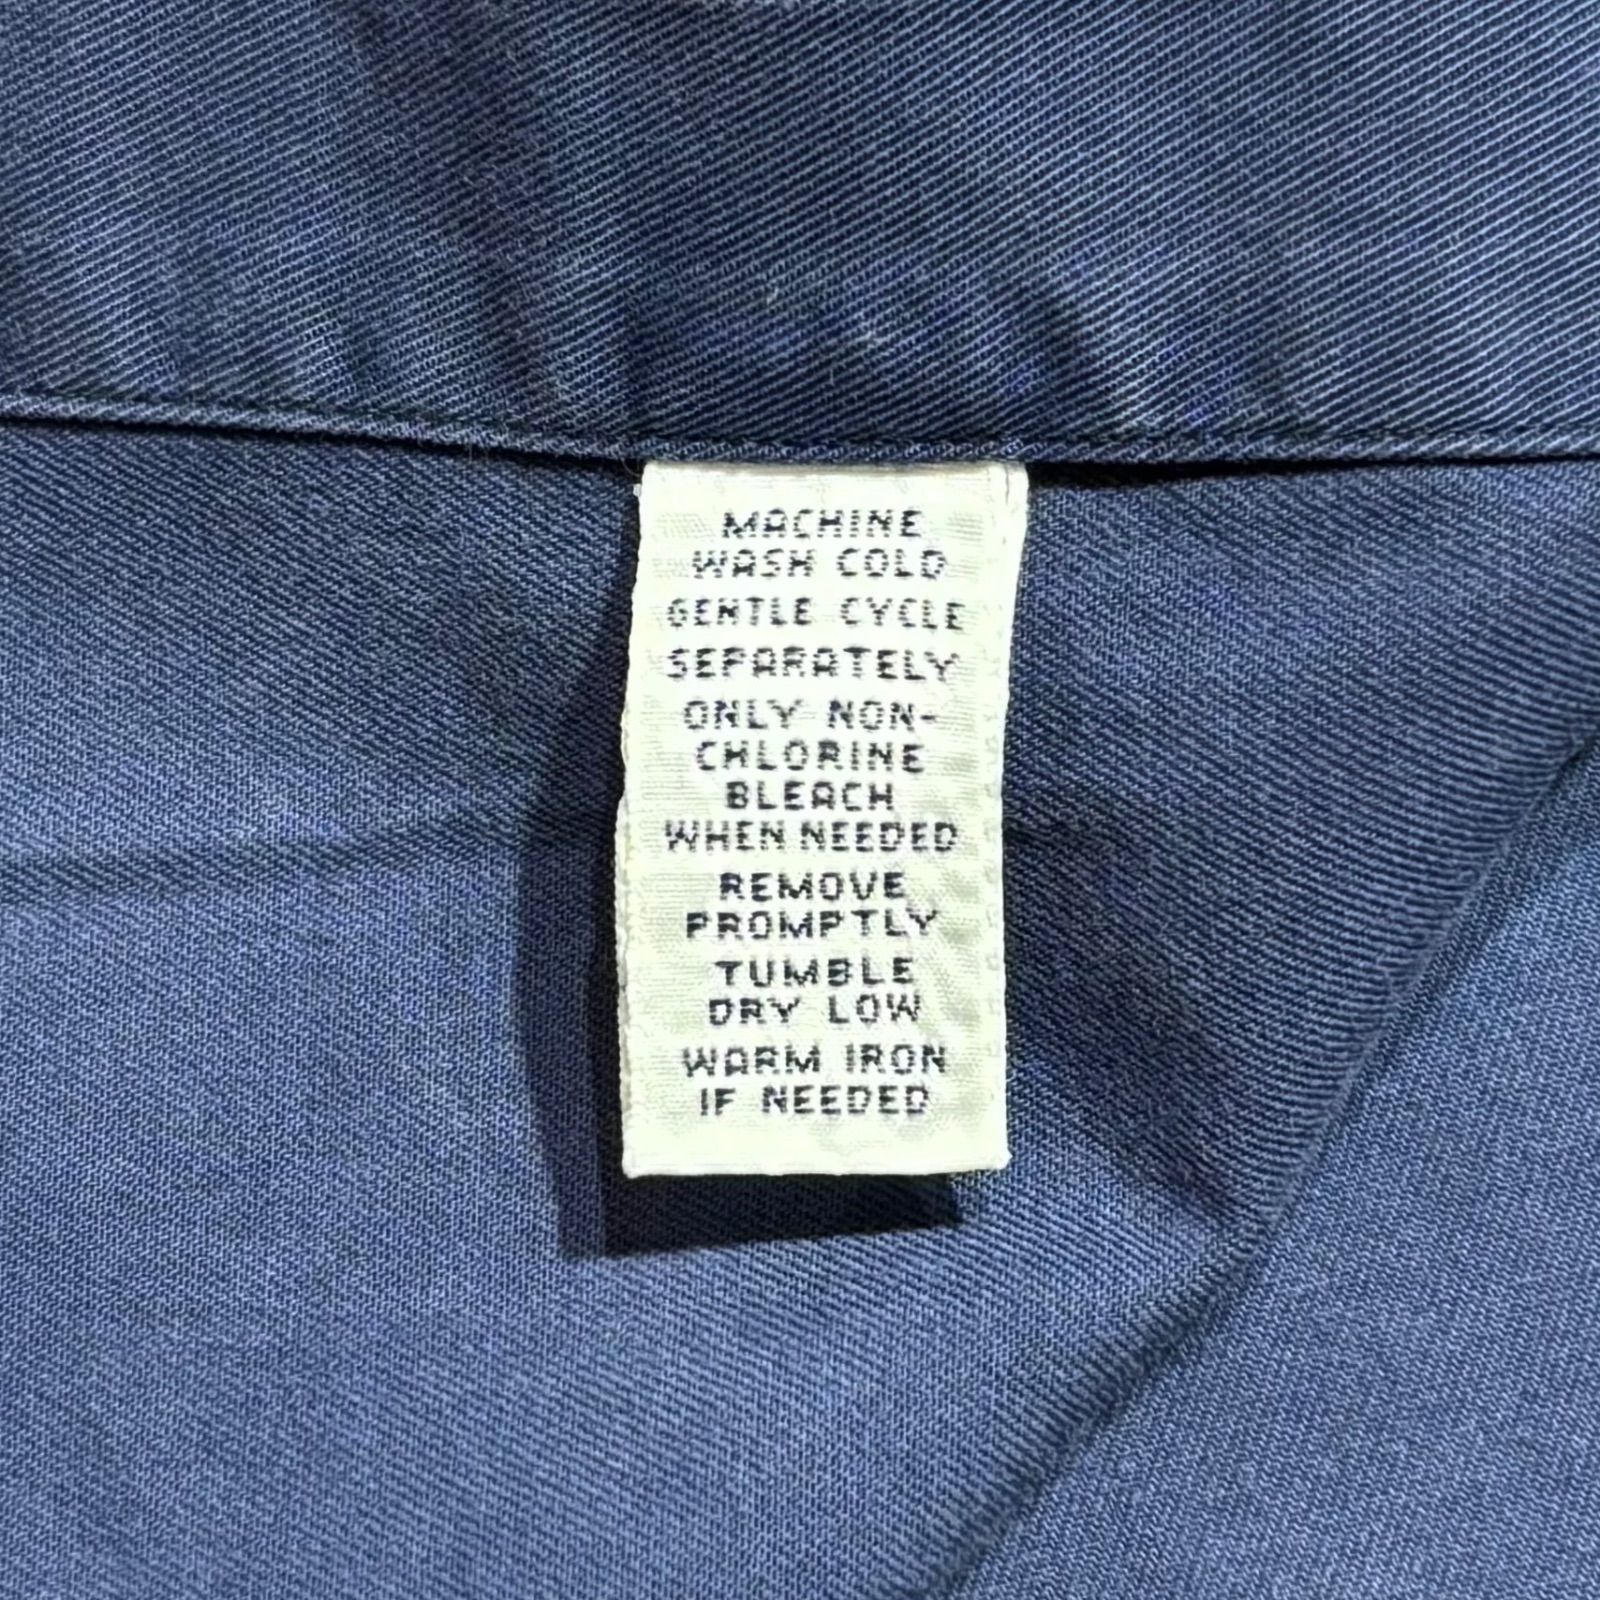 MACHINE
WASH COLD
GENTLE CYCLE
SEPARATELY
ONLY NON-
CHLORINE
BLEACH
WHEN NEEDED
REMOVE
PROMPTLY
TUMBLE
DRY LOW
WARM IRON
IF NEEDED